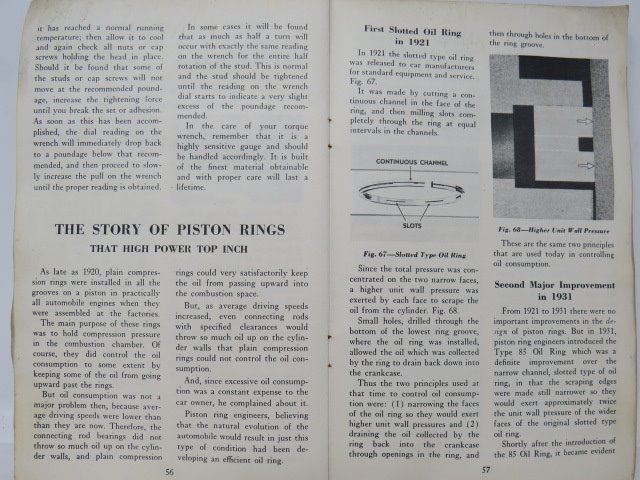 it has reached a normal running
temperature; then allow it to cool
and again check all nuts or cap
screws holding the head in place.
Should it be found that some of
the studs or cap screws will not
move at the recommended pound-
age, increase the tightening force
until you break the set or adhesion.
As soon as this has been accom-
plished, the dial reading on the
wrench will immediately drop back
to a poundage below that recom-
mended, and then proceed to slow-
ly increase the pull on the wrench
until the proper reading is obtained.
In some cases it will be found
that as much as half a turn will
occur with exactly the same reading
on the wrench for the entire half
rotation of the stud. This is normal
and the stud should be tightened
until the reading on the wrench
dial starts to indicate a very slight
excess of the poundage recom-
mended.
In the care of your torque
wrench, remember that it is a
highly sensitive gauge and should
be handled accordingly. It is built
of the finest material obtainable
and with proper care will last a
lifetime.
THE STORY OF PISTON RINGS
THAT HIGH POWER TOP INCH
As late as 1920, plain compres-
sion rings were installed in all the
grooves on a piston in practically
all automobile engines when they
were assembled at the factories.
The main purpose of these rings
was to hold compression pressure
in the combustion chamber. Of
course, they did control the oil
consumption to some extent by
keeping some of the oil from going
upward past the rings.
But oil consumption was not a
major problem then, because aver-
age driving speeds were lower than
than they are now. Therefore, the
connecting rod bearings did not
throw so much oil up on the cylin-
der walls, and plain compression
rings could very satisfactorily keep
the oil from passing upward into
the combustion space.
But, as average driving speeds
increased, even connecting rods
with specified clearances would
throw so much oil up on the cylin-
der walls that plain compression
rings could not control the oil con-
sumption.
And, since excessive oil consump-
tion was a constant expense to the
car owner, he complained about it.
Piston ring engineers, believing
that the natural evolution of the
automobile would result in just this
type of condition had been de-
veloping an efficient oil ring.
56
First Slotted Oil Ring
in 1921
In 1921 the slotted type oil ring
was released to car manufacturers
for standard equipment and service.
Fig. 67.
It was made by cutting a con-
tinuous channel in the face of the
ring, and then milling slots com-
pletely through the ring at equal
intervals in the channels.
CONTINUOUS CHANNEL
SLOTS
Fig. 67—Slotted Type Oil Ring
Since the total pressure was con-
centrated on the two narrow faces,
a higher unit wall pressure was
exerted by each face to scrape the
oil from the cylinder. Fig. 68.
Small holes, drilled through the
bottom of the lowest ring groove,
where the oil ring was installed,
allowed the oil which was collected
by the ring to drain back down into
the crankcase.
Thus the two principles used at
that time to control oil consump-
tion were: (1) narrowing the faces
of the oil ring so they would exert
higher unit wall pressures and (2)
draining the oil collected by the
ring back into the crankcase
through openings in the ring, and
then through holes in the bottom of
the ring groove.
Fig. 68—Higher Unit Wall Pressure
These are the same two principles
that are used today in controlling
oil consumption.
Second Major Improvement
in 1931
From 1921 to 1931 there were no
important improvements in the de-
sign of piston rings. But in 1931,
piston ring engineers introduced the
Type 85 Oil Ring which was a
definite improvement over the
narrow channel, slotted type of oil
ring, in that the scraping edges
were made still narrower so they
would exert approximately twice
the unit wall pressure of the wider
faces of the original slotted type
oil ring.
Shortly after the introduction of
the 85 Oil Ring, it became evident
57